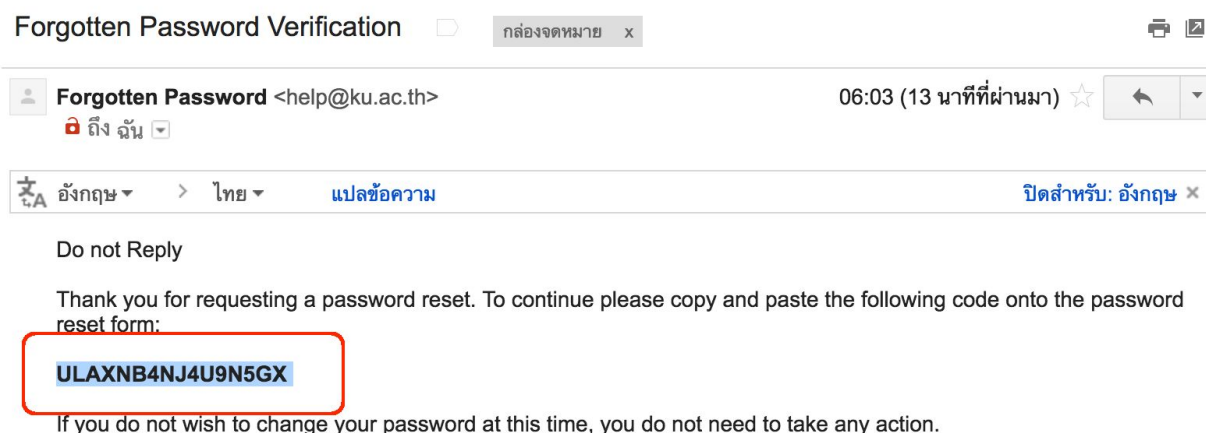 Forgotten Password Verification กล่องจดหมาย x
Forgotten Password <help@ku.ac.th> 06:03 (13 นาทีที่ผ่านมา)
ถึง ฉัน
อังกฤษ > ไทย แปลข้อความ ปิดสำหรับ: อังกฤษ ×
Do not Reply
Thank you for requesting a password reset. To continue please copy and paste the following code onto the password
reset form:
ULAXNB4NJ4U9N5GX
If you do not wish to change your password at this time, you do not need to take any action.